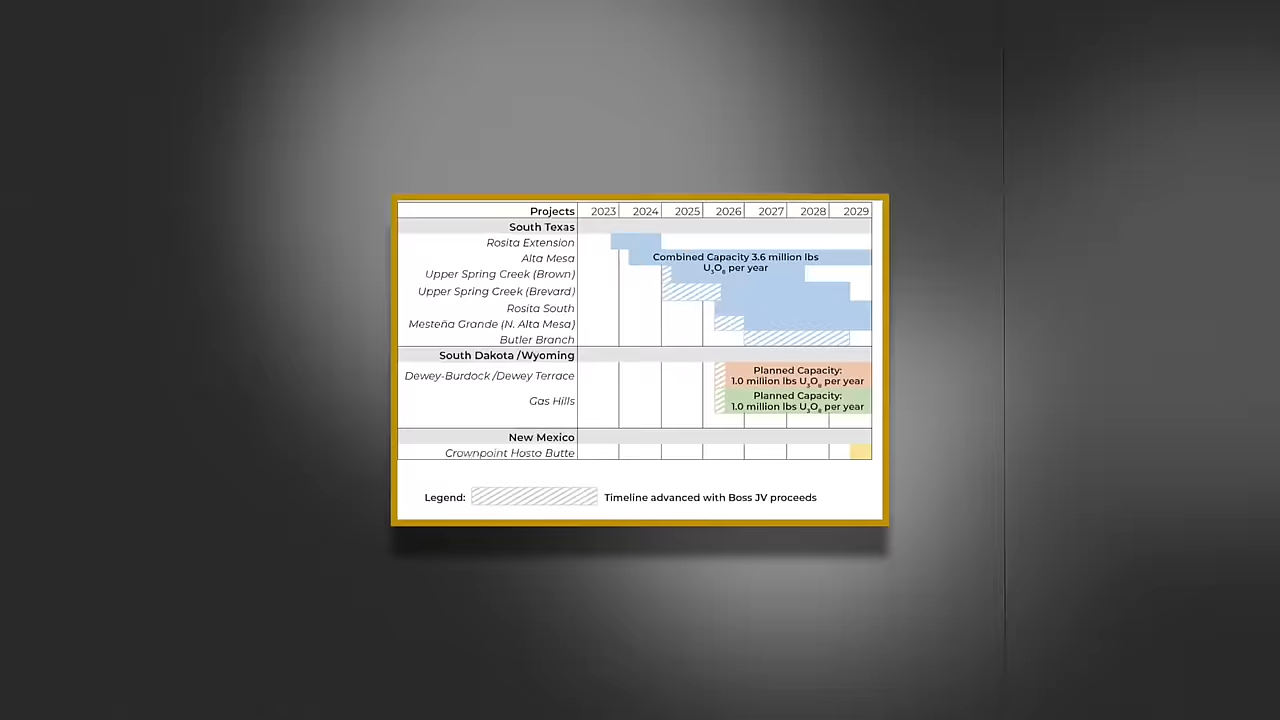 Projects 2023 2024 2025 2026 2027 2028 2029
South Texas
Rosita Extension
Alta Mesa
Combined Capacity 3.6 million lbs
U3O8 per year
Upper Spring Creek (Brown)
Upper Spring Creek (Brevard)
Rosita South
Mesteña Grande (N. Alta Mesa)
Butler Branch
South Dakota /Wyoming
Dewey-Burdock /Dewey Terrace
Planned Capacity:
1.0 million lbs U3O8 per year
Gas Hills
Planned Capacity:
1.0 million lbs U3O8 per year
New Mexico
Crownpoint Hosta Butte
Legend: Timeline advanced with Boss JV proceeds